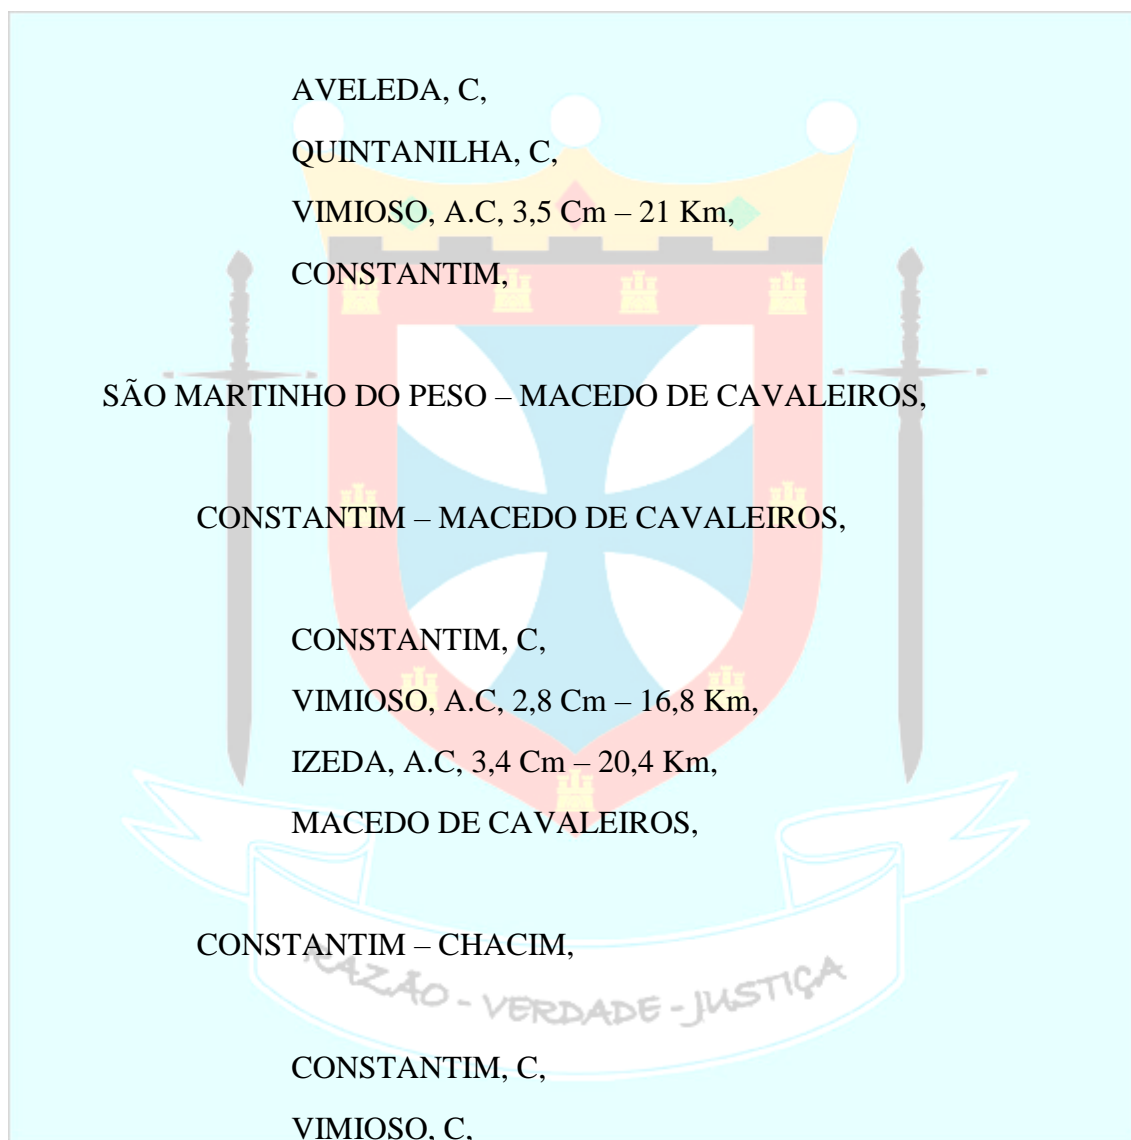 AVELEDA, C,
QUINTANILHA, C,
VIMIOSO, A.C, 3,5 Cm – 21 Km,
CONSTANTIM,
SÃO MARTINHO DO PESO – MACEDO DE CAVALEIROS,
CONSTANTIM – MACEDO DE CAVALEIROS,
CONSTANTIM, C,
VIMIOSO, A.C, 2,8 Cm – 16,8 Km,
IZEDA, A.C, 3,4 Cm – 20,4 Km,
MACEDO DE CAVALEIROS,
CONSTANTIM – CHACIM,
RAZÃO - VERDADE - JUSTIÇA
CONSTANTIM, C,
VIMIOSO, C,